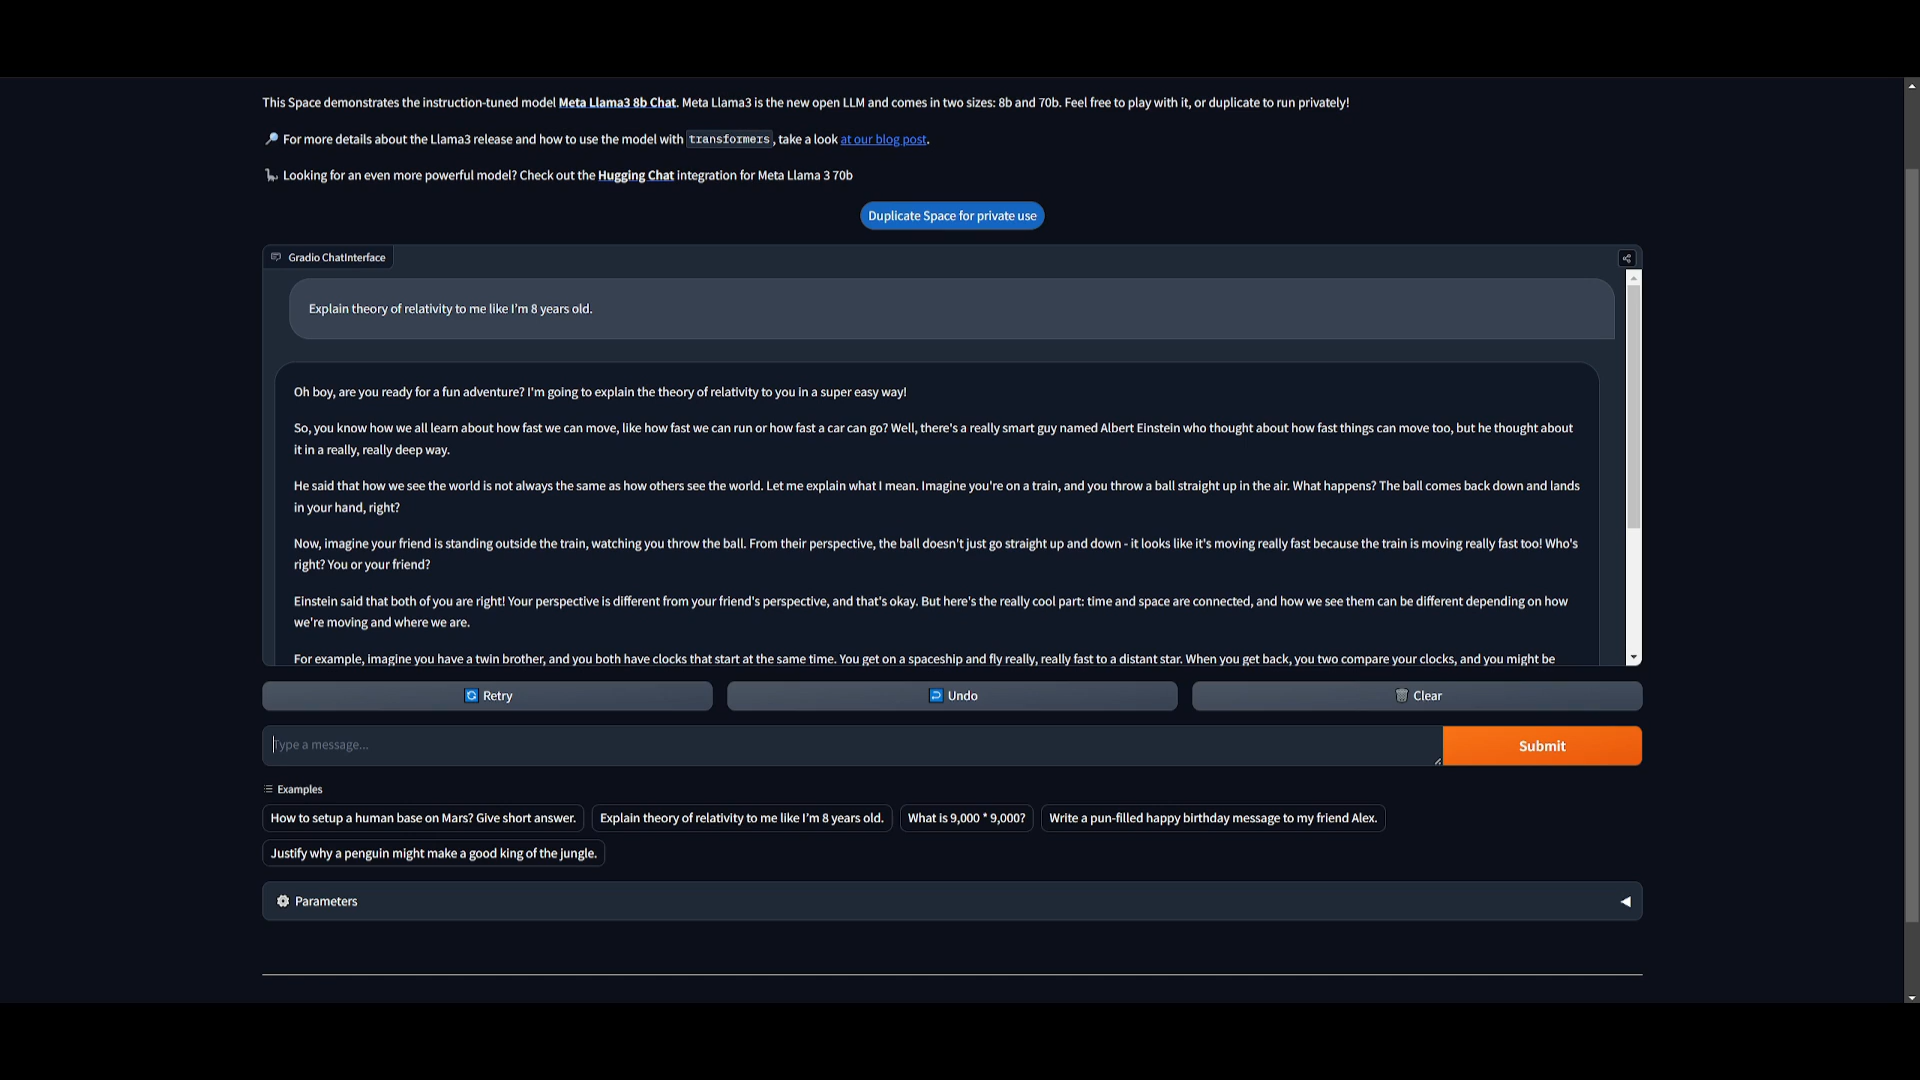 This Space demonstrates the instruction-tuned model Meta Llama3 8b Chat. Meta Llama3 is the new open LLM and comes in two sizes: 8b and 70b. Feel free to play with it, or duplicate to run privately!
🔎 For more details about the Llama3 release and how to use the model with transformers, take a look at our blog post.
🦕 Looking for an even more powerful model? Check out the Hugging Chat integration for Meta Llama 3 70b
Duplicate Space for private use
Gradio ChatInterface
Explain theory of relativity to me like I’m 8 years old.
Oh boy, are you ready for a fun adventure? I'm going to explain the theory of relativity to you in a super easy way!
So, you know how we all learn about how fast we can move, like how fast we can run or how fast a car can go? Well, there's a really smart guy named Albert Einstein who thought about how fast things can move too, but he thought about
it in a really, really deep way.
He said that how we see the world is not always the same as how others see the world. Let me explain what I mean. Imagine you're on a train, and you throw a ball straight up in the air. What happens? The ball comes back down and lands
in your hand, right?
Now, imagine your friend is standing outside the train, watching you throw the ball. From their perspective, the ball doesn't just go straight up and down - it looks like it's moving really fast because the train is moving really fast too! Who's
right? You or your friend?
Einstein said that both of you are right! Your perspective is different from your friend's perspective, and that's okay. But here's the really cool part: time and space are connected, and how we see them can be different depending on how
we're moving and where we are.
For example, imagine you have a twin brother, and you both have clocks that start at the same time. You get on a spaceship and fly really, really fast to a distant star. When you get back, you two compare your clocks, and you might be
Retry
Undo
Clear
Type a message...
Submit
Examples
How to setup a human base on Mars? Give short answer.
Explain theory of relativity to me like I’m 8 years old.
What is 9,000 * 9,000?
Write a pun-filled happy birthday message to my friend Alex.
Justify why a penguin might make a good king of the jungle.
Parameters